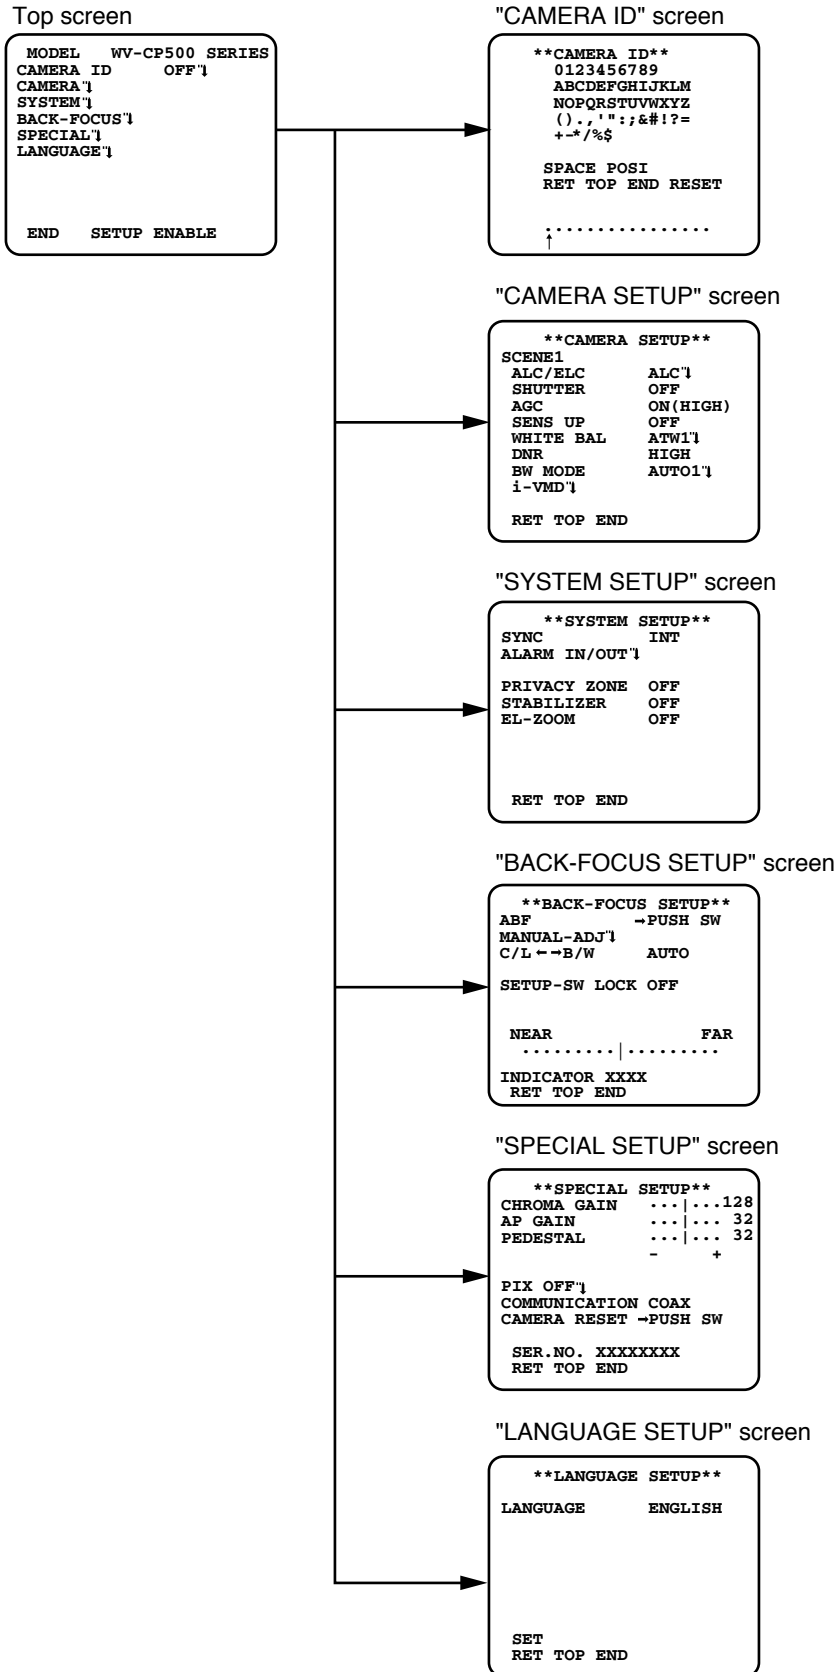 Top screen
MODEL WV-CP500 SERIES
CAMERA ID OFF↓
CAMERA↓
SYSTEM↓
BACK-FOCUS↓
SPECIAL↓
LANGUAGE↓
END SETUP ENABLE
"CAMERA ID" screen
**CAMERA ID**
0123456789
ABCDEFGHIJKLM
NOPQRSTUVWXYZ
().,'":;&#!?=
+-*/%$
SPACE POSI
RET TOP END RESET
................
↑
"CAMERA SETUP" screen
**CAMERA SETUP**
SCENE1
ALC/ELC ALC↓
SHUTTER OFF
AGC ON(HIGH)
SENS UP OFF
WHITE BAL ATW1↓
DNR HIGH
BW MODE AUTO1↓
i-VMD↓
RET TOP END
"SYSTEM SETUP" screen
**SYSTEM SETUP**
SYNC INT
ALARM IN/OUT↓
PRIVACY ZONE OFF
STABILIZER OFF
EL-ZOOM OFF
RET TOP END
"BACK-FOCUS SETUP" screen
**BACK-FOCUS SETUP**
ABF →PUSH SW
MANUAL-ADJ↓
C/L←→B/W AUTO
SETUP-SW LOCK OFF
NEAR FAR
.........|.........
INDICATOR XXXX
RET TOP END
"SPECIAL SETUP" screen
**SPECIAL SETUP**
CHROMA GAIN ...|...128
AP GAIN ...|... 32
PEDESTAL ...|... 32
- +
PIX OFF↓
COMMUNICATION COAX
CAMERA RESET →PUSH SW
SER.NO. XXXXXXXX
RET TOP END
"LANGUAGE SETUP" screen
**LANGUAGE SETUP**
LANGUAGE ENGLISH
SET
RET TOP END